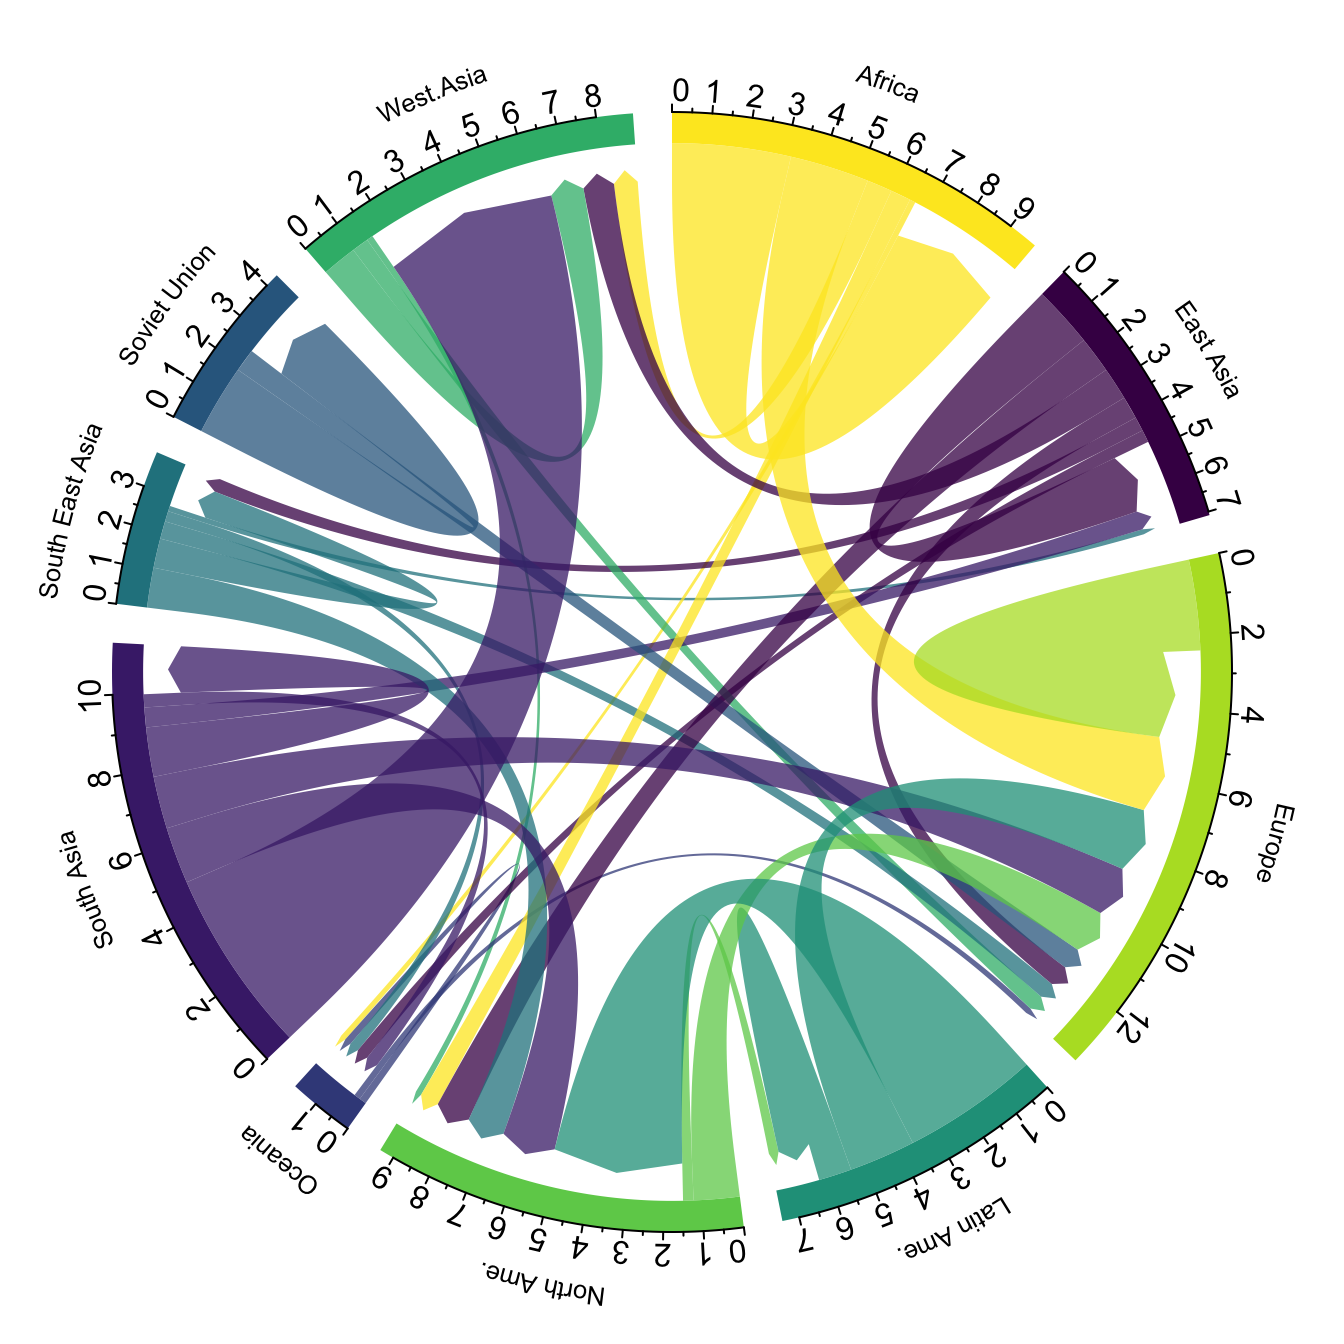 Africa
0 1 2 3 4 5 6 7 8 9
East Asia
0 1 2 3 4 5 6 7
Europe
0 2 4 6 8 10 12
Latin Ame.
0 1 2 3 4 5 6 7
North Ame.
0 1 2 3 4 5 6 7 8 9
Oceania
0 1
South Asia
0 2 4 6 8 10
South East Asia
0 1 2 3
Soviet Union
0 1 2 3 4
West.Asia
0 1 2 3 4 5 6 7 8